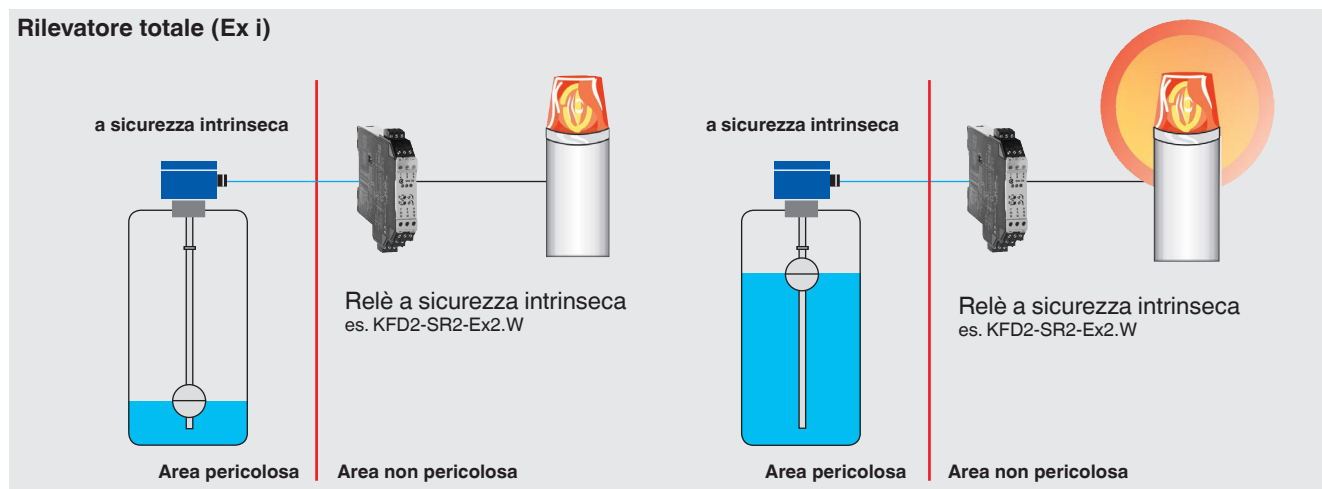 Rilevatore totale (Ex i)
a sicurezza intrinseca
Relè a sicurezza intrinseca
es. KFD2-SR2-Ex2.W
Area pericolosa
Area non pericolosa
a sicurezza intrinseca
Relè a sicurezza intrinseca
es. KFD2-SR2-Ex2.W
Area pericolosa
Area non pericolosa